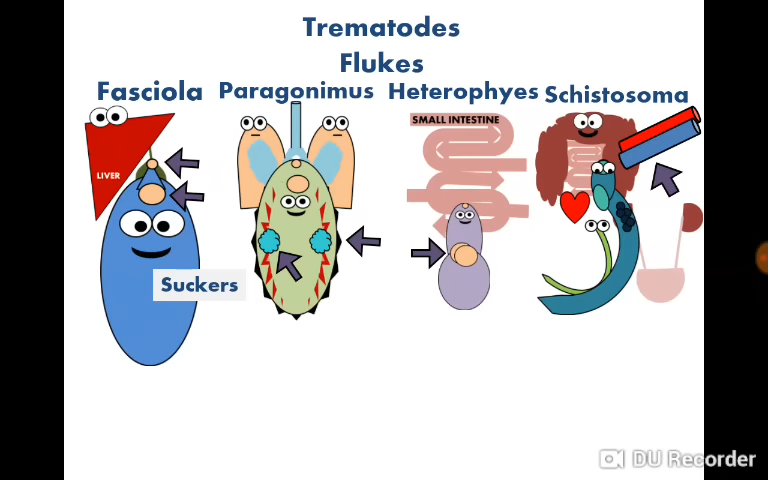 Trematodes
Flukes
Fasciola Paragonimus Heterophyes Schistosoma
SMALL INTESTINE
LIVER
Suckers
DU Recorder